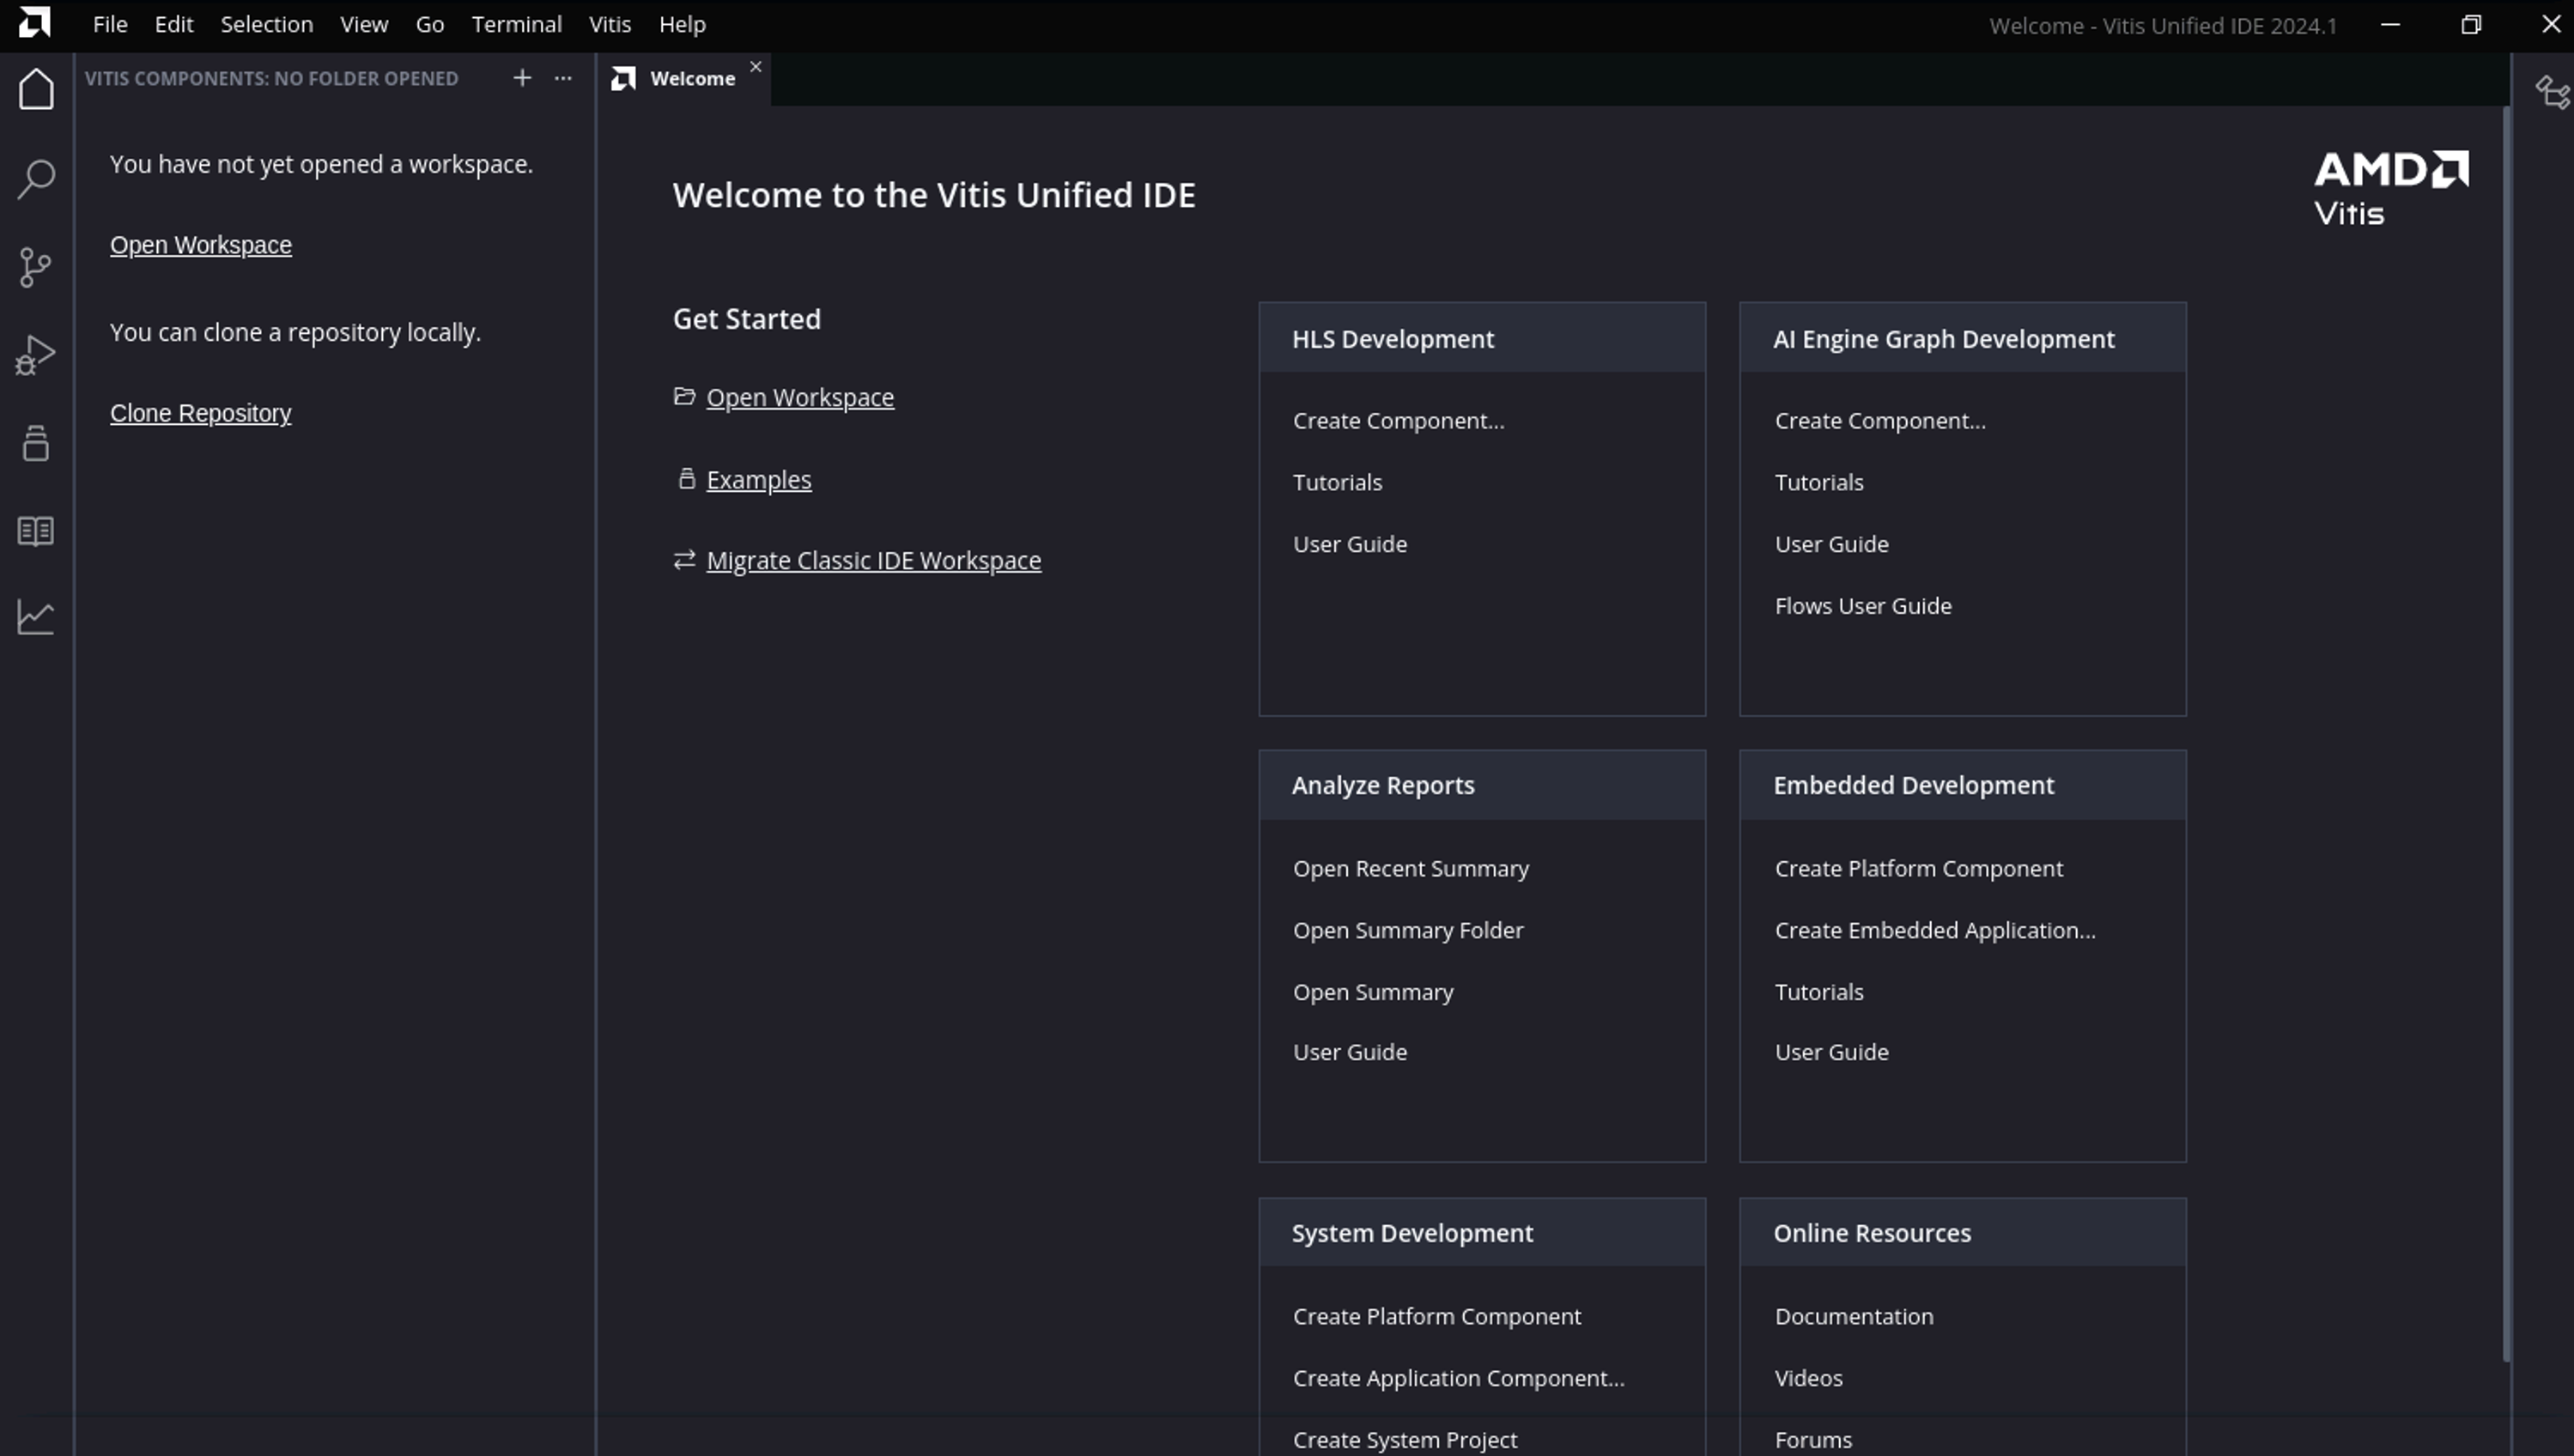 File Edit Selection View Go Terminal Vitis Help
Welcome - Vitis Unified IDE 2024.1
VITIS COMPONENTS: NO FOLDER OPENED
You have not yet opened a workspace.
Open Workspace
You can clone a repository locally.
Clone Repository
Welcome
Welcome to the Vitis Unified IDE
AMD
Vitis
Get Started
Open Workspace
Examples
Migrate Classic IDE Workspace
HLS Development
Create Component...
Tutorials
User Guide
AI Engine Graph Development
Create Component...
Tutorials
User Guide
Flows User Guide
Analyze Reports
Open Recent Summary
Open Summary Folder
Open Summary
User Guide
Embedded Development
Create Platform Component
Create Embedded Application...
Tutorials
User Guide
System Development
Create Platform Component
Create Application Component...
Create System Project
Online Resources
Documentation
Videos
Forums